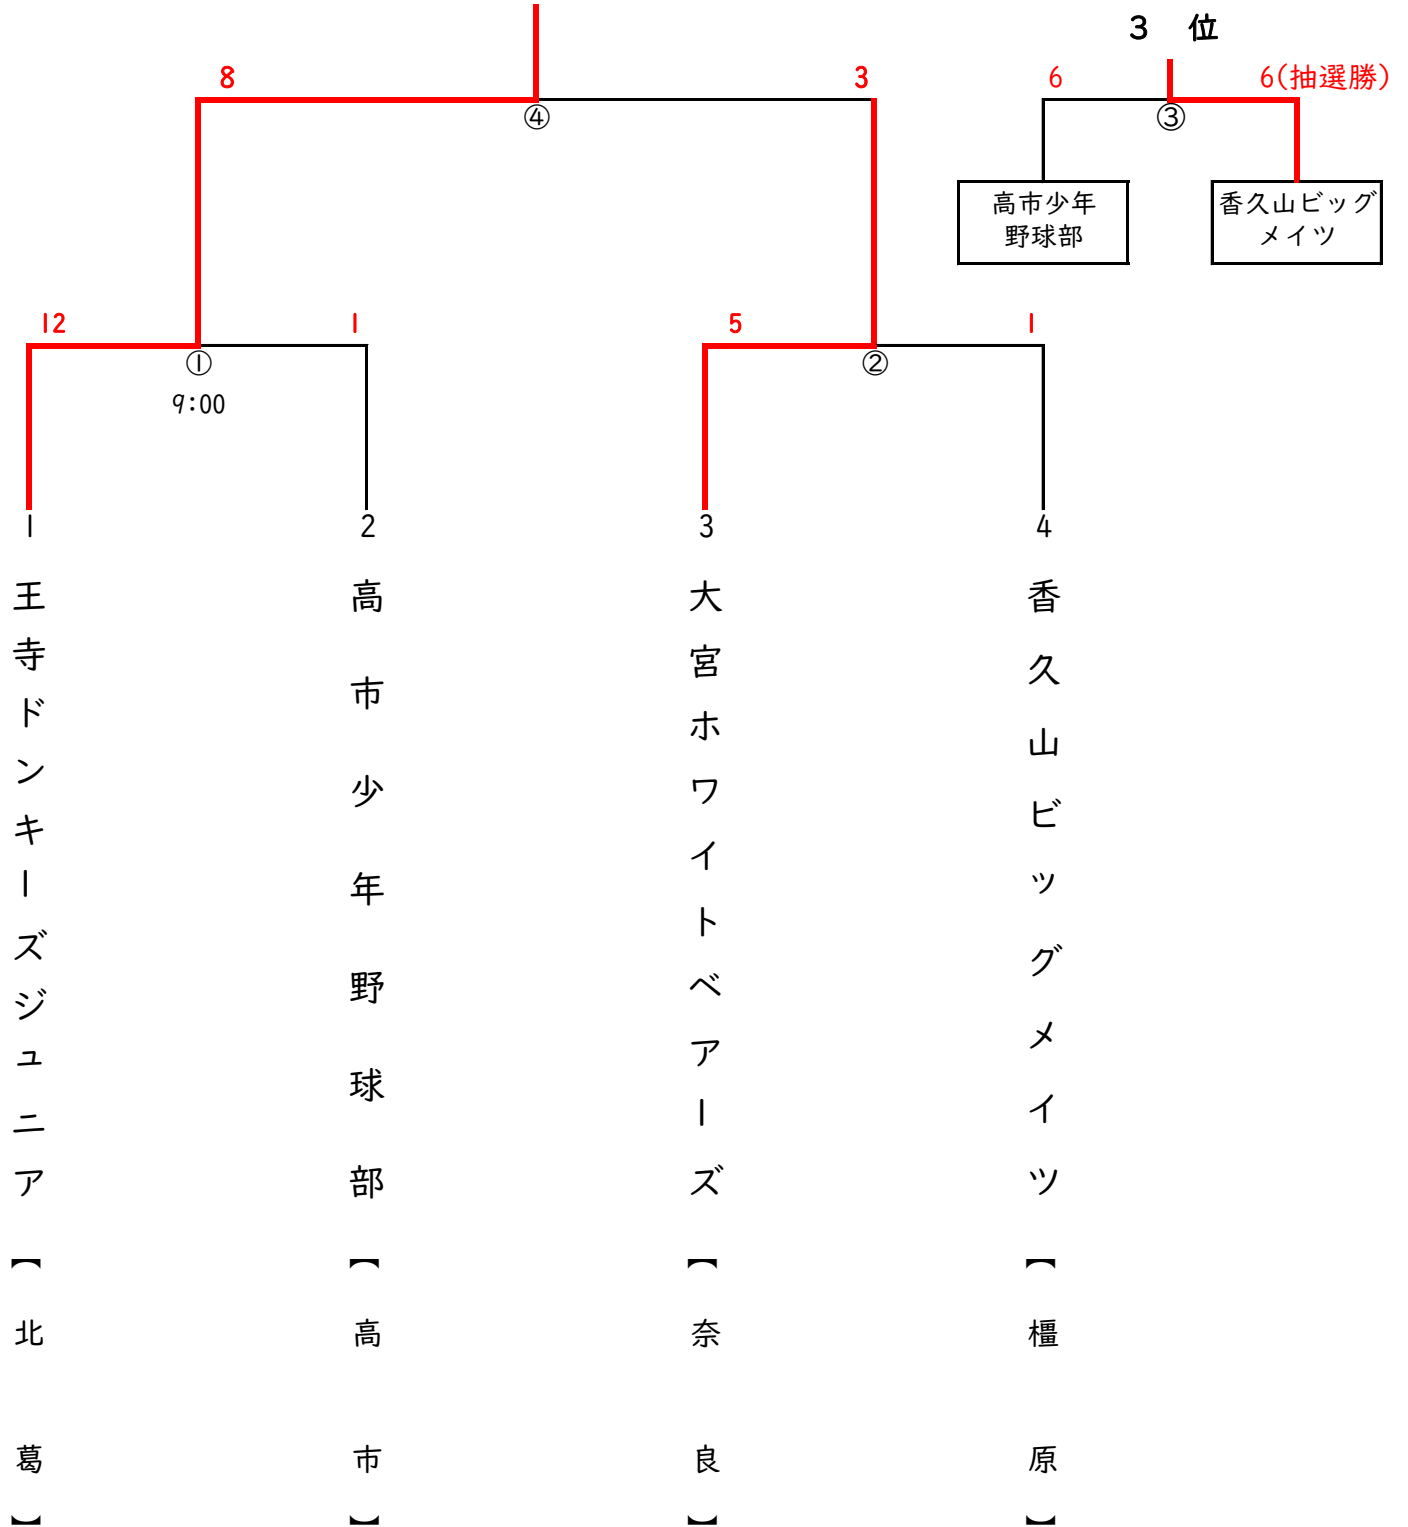 3 位
8
3
6
6(抽選勝)
④
③
高市少年
野球部
香久山ビッグ
メイツ
12
1
5
1
①
②
9:00
1
2
3
4
王寺ドンキーズジュニア【北葛】
高市少年野球部【高市】
大宮ホワイトベアーズ【奈良】
香久山ビッグメイツ【橿原】